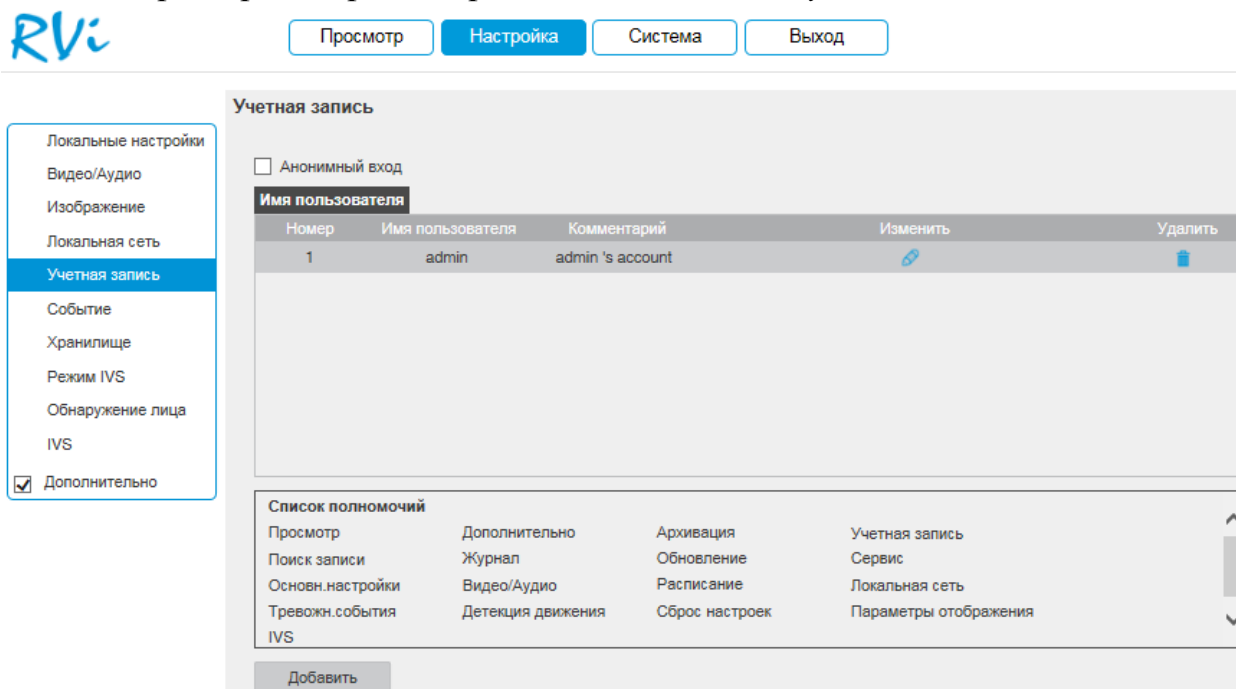 RVi
Просмотр Настройка Система Выход
Учетная запись
Локальные настройки
Видео/Аудио
Изображение
Локальная сеть
Учетная запись
Событие
Хранилище
Режим IVS
Обнаружение лица
IVS
Дополнительно
Анонимный вход
Имя пользователя
Номер Имя пользователя Комментарий Изменить Удалить
1 admin admin 's account
Список полномочий
Просмотр Дополнительно Архивация Учетная запись
Поиск записи Журнал Обновление Сервис
Основн.настройки Видео/Аудио Расписание Локальная сеть
Тревожн.события Детекция движения Сброс настроек Параметры отображения
IVS
Добавить